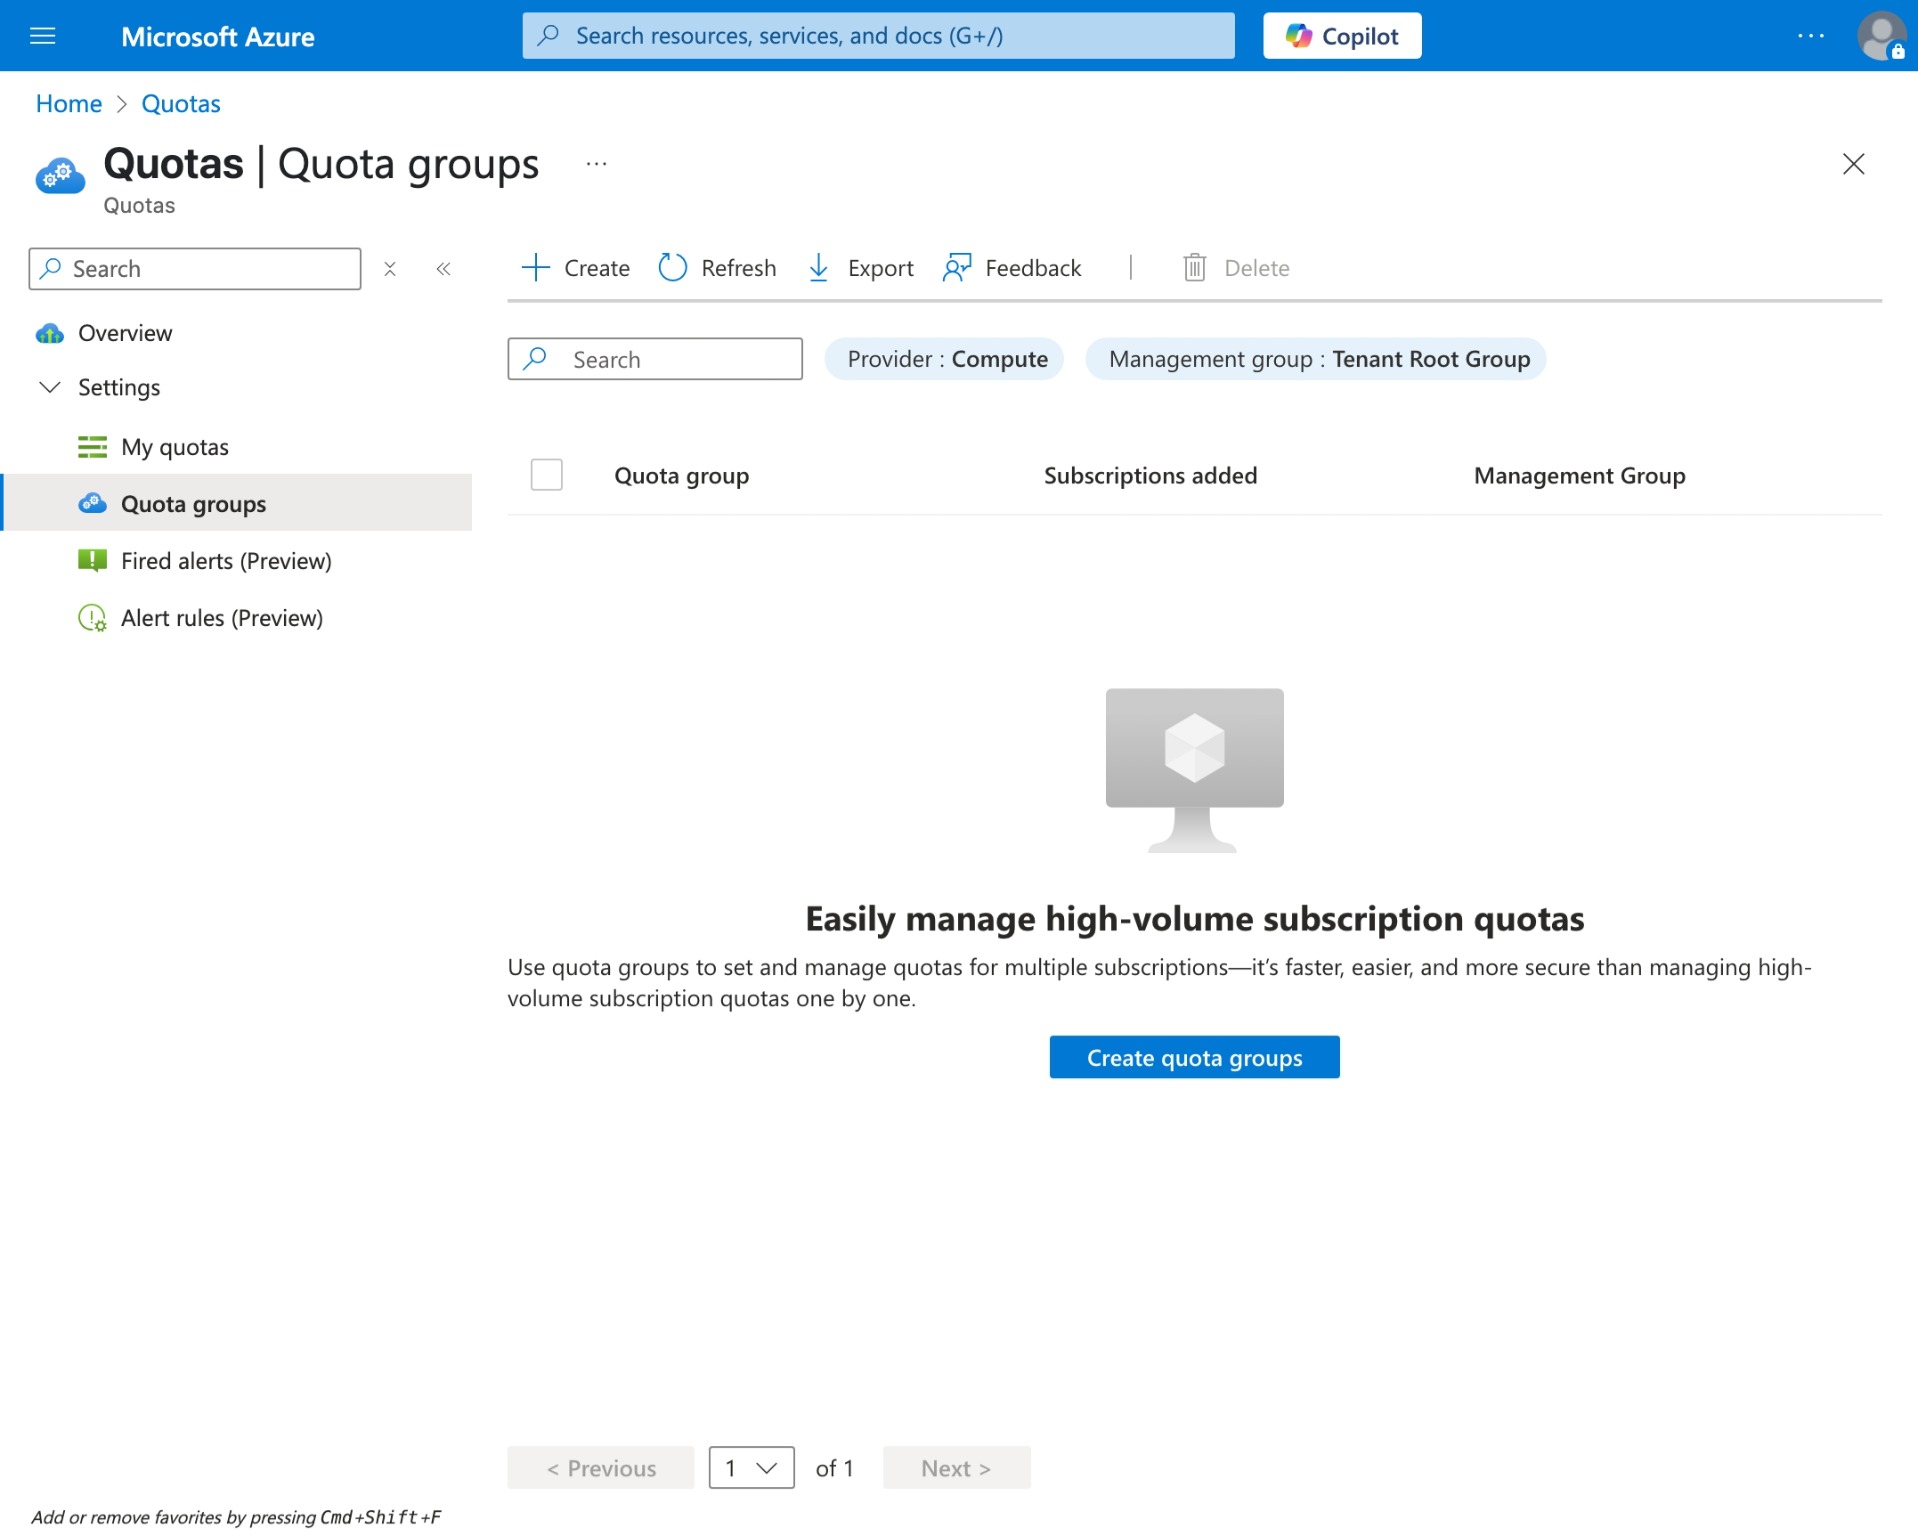 Microsoft Azure
Search resources, services, and docs (G+/)
Copilot
Home > Quotas
Quotas | Quota groups ...
Quotas
Search
Overview
Settings
My quotas
Quota groups
Fired alerts (Preview)
Alert rules (Preview)
Create Refresh Export Feedback | Delete
Search Provider : Compute Management group : Tenant Root Group
Quota group Subscriptions added Management Group
Easily manage high-volume subscription quotas
Use quota groups to set and manage quotas for multiple subscriptions—it’s faster, easier, and more secure than managing high-
volume subscription quotas one by one.
Create quota groups
< Previous 1 of 1 Next >
Add or remove favorites by pressing Cmd+Shift+F